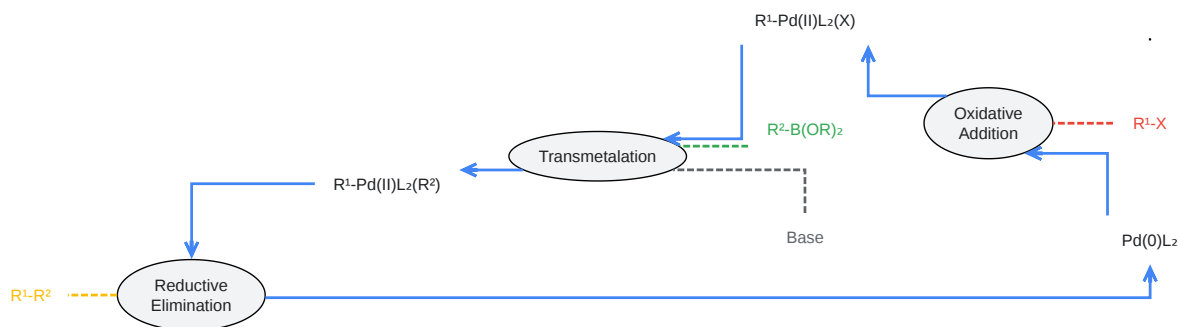 R¹-Pd(II)L₂(X)
Oxidative
Addition
R¹-X
R²-B(OR)₂
Transmetalation
R¹-Pd(II)L₂(R²)
Base
Pd(0)L₂
Reductive
Elimination
R¹-R²